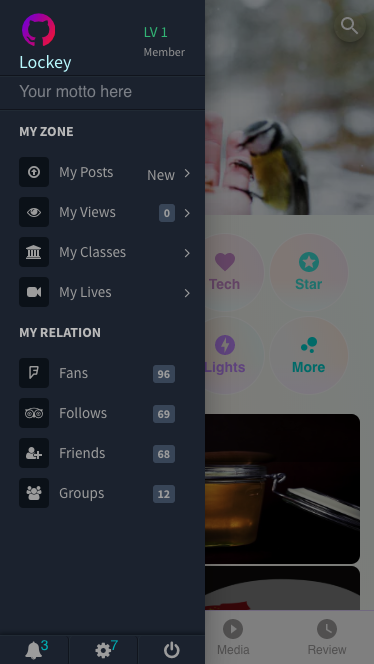 LV 1
Member
Lockey
Your motto here
MY ZONE
My Posts New
My Views 0
My Classes
My Lives
MY RELATION
Fans 96
Follows 69
Friends 68
Groups 12
3 7
Tech Star
Lights More
Media Review